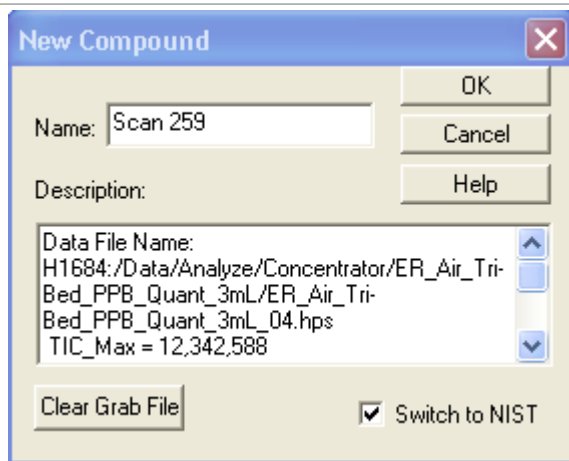 New Compound
OK
Name: Scan 259
Cancel
Description:
Help
Data File Name:
H1684:/Data/Analyze/Concentrator/ER_Air_Tri-
Bed_PPB_Quant_3mL/ER_Air_Tri-
Bed_PPB_Quant_3mL_04.hps
TIC_Max = 12,342,588
Clear Grab File
Switch to NIST